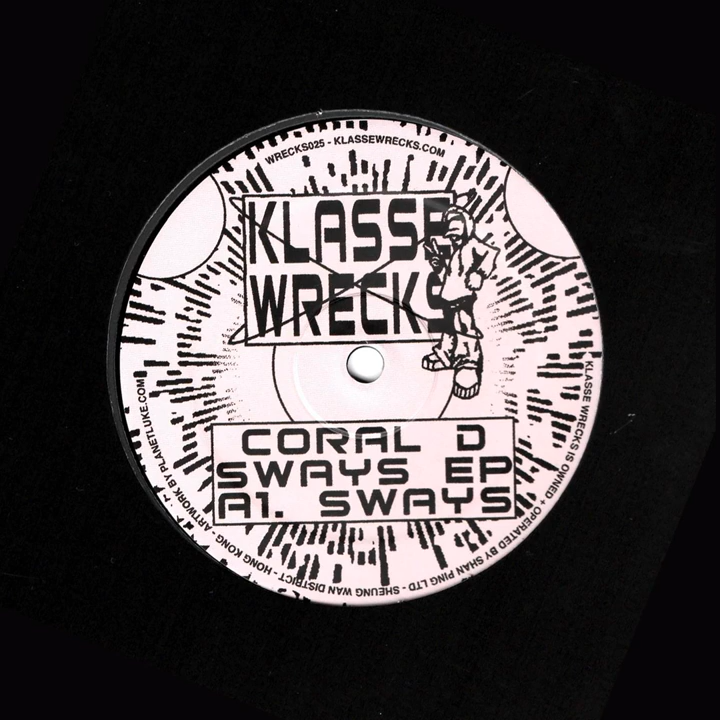 WRECKS025 - KLASSEWRECKS.COM
KLASSE
WRECKS
CORAL D
SWAYS EP
A1. SWAYS
KLASSE WRECKS IS OWNED + OPERATED BY SHAN PING LTD - SHEUNG WAN DISTRICT - HONG KONG - ARTWORK BY PLANETLUKE.COM